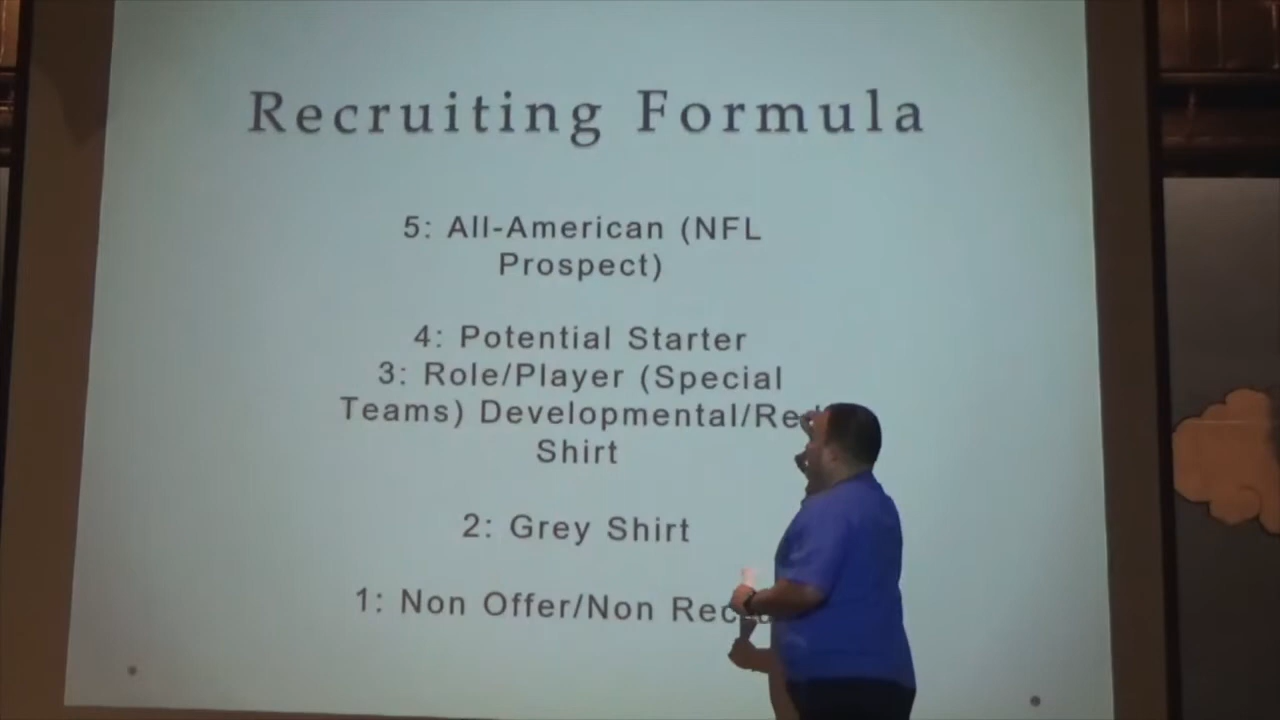 Recruiting Formula
5: All-American (NFL
Prospect)
4: Potential Starter
3: Role/Player (Special
Teams) Developmental/Red
Shirt
2: Grey Shirt
1: Non Offer/Non